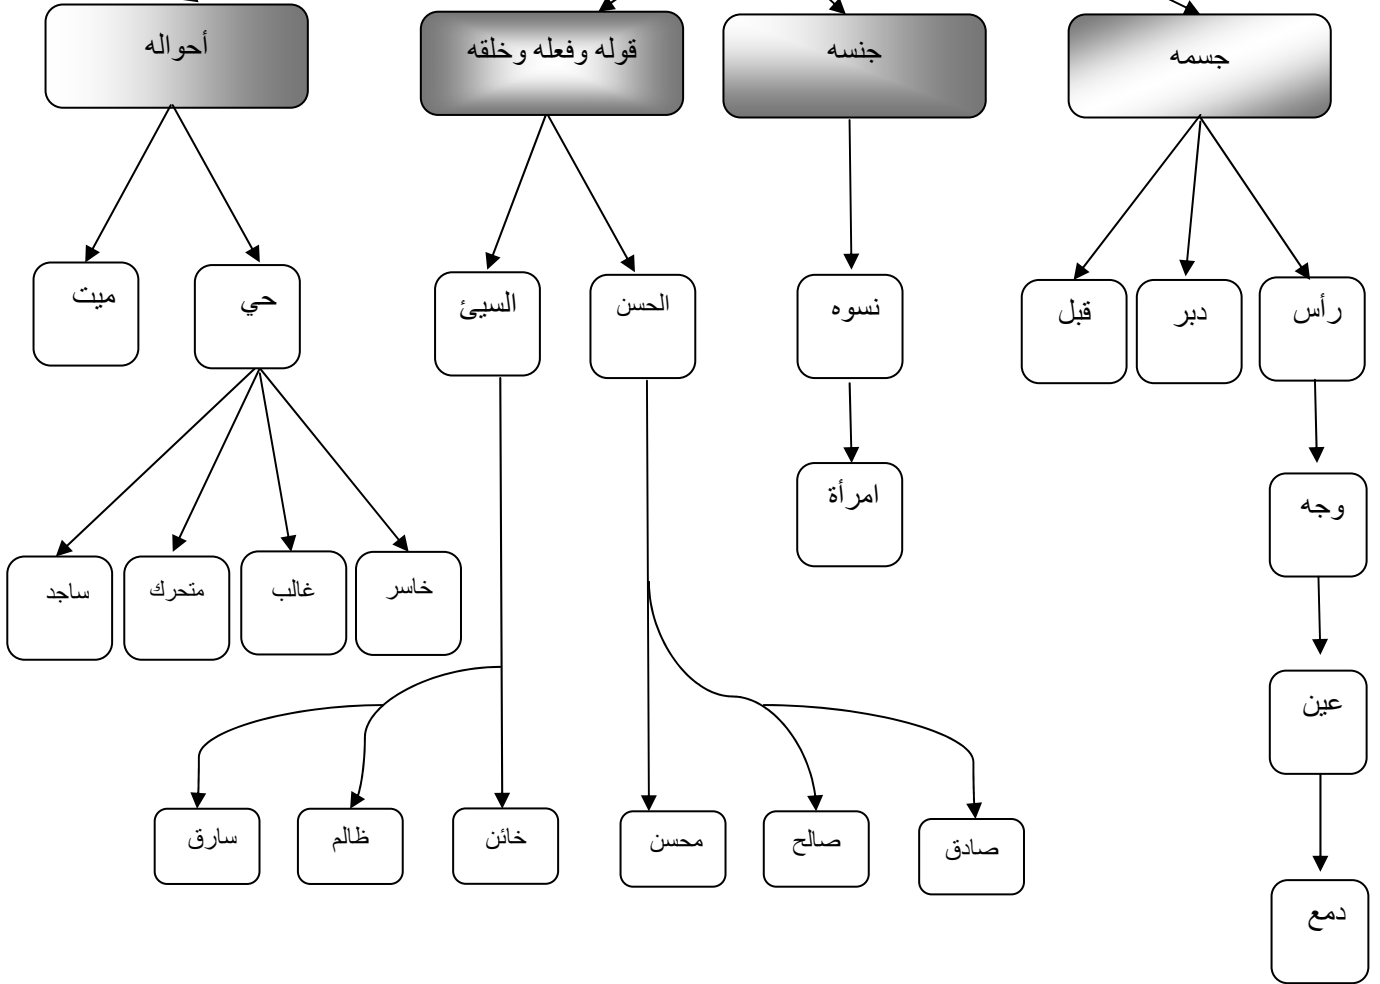 جسمه
جنسه
قوله وفعله وخلقه
أحواله
رأس
دبر
قبل
نسوه
الحسن
السيئ
حي
ميت
وجه
امرأة
خاسر
غالب
متحرك
ساجد
عين
صادق
صالح
محسن
خائن
ظالم
سارق
دمع